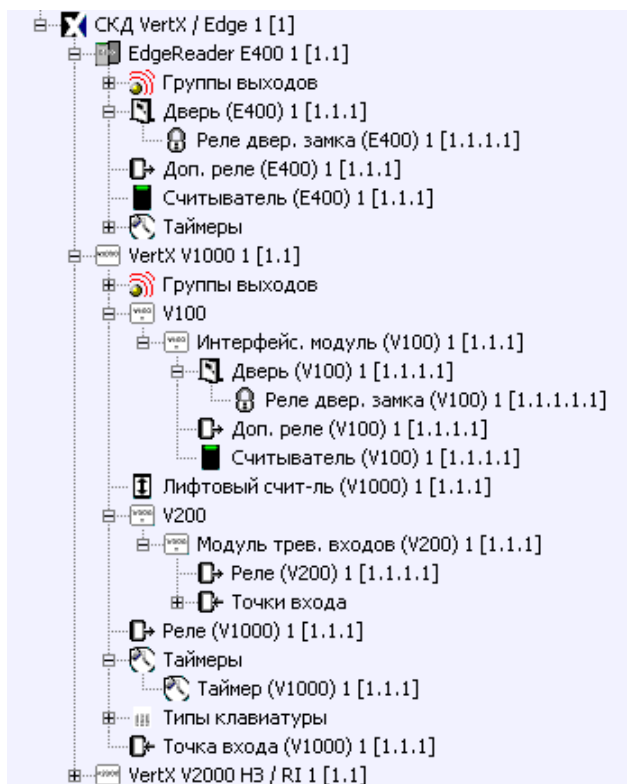 СКД VertX / Edge 1 [1]
EdgeReader E400 1 [1.1]
Группы выходов
Дверь (E400) 1 [1.1.1]
Реле двер. замка (E400) 1 [1.1.1.1]
Доп. реле (E400) 1 [1.1.1]
Считыватель (E400) 1 [1.1.1]
Таймеры
VertX V1000 1 [1.1]
Группы выходов
V100
Интерфейс. модуль (V100) 1 [1.1.1]
Дверь (V100) 1 [1.1.1.1]
Реле двер. замка (V100) 1 [1.1.1.1.1]
Доп. реле (V100) 1 [1.1.1.1]
Считыватель (V100) 1 [1.1.1.1]
Лифтовый счит-ль (V1000) 1 [1.1.1]
V200
Модуль трев. входов (V200) 1 [1.1.1]
Реле (V200) 1 [1.1.1.1]
Точки входа
Реле (V1000) 1 [1.1.1]
Таймеры
Таймер (V1000) 1 [1.1.1]
Типы клавиатуры
Точка входа (V1000) 1 [1.1.1]
VertX V2000 H3 / RI 1 [1.1]